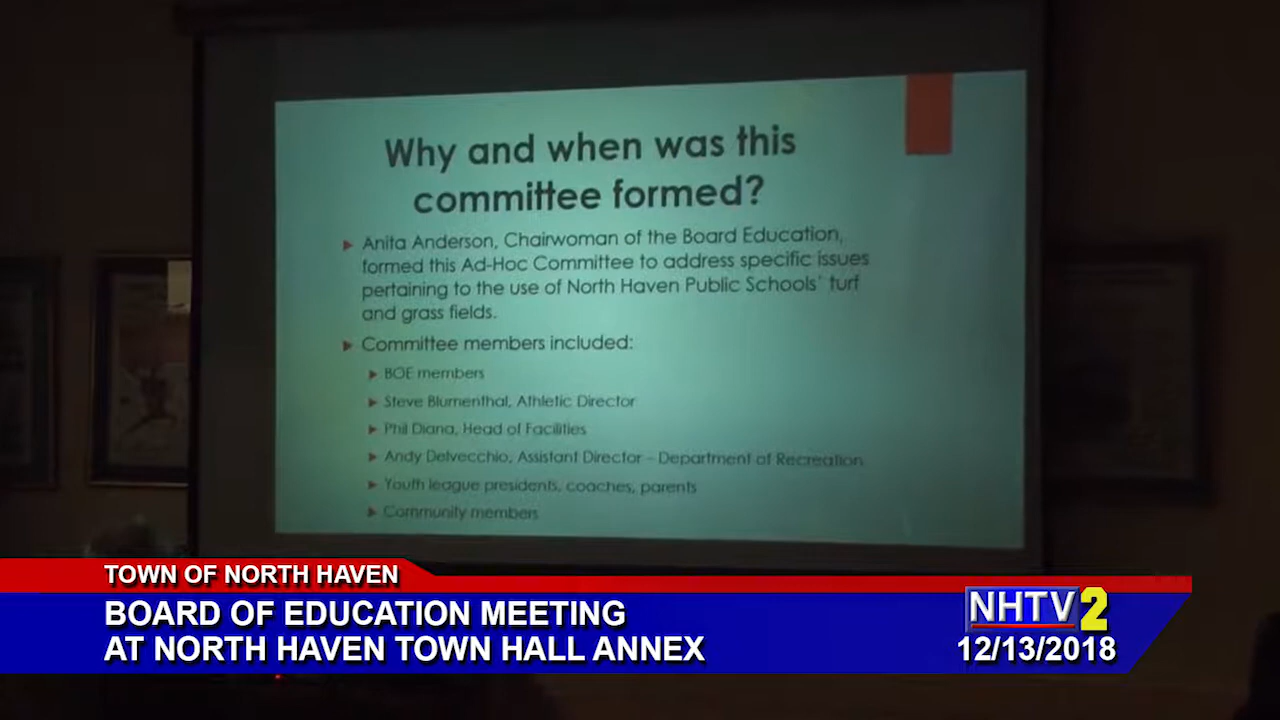 Why and when was this
committee formed?
Anita Anderson, Chairwoman of the Board Education,
formed this Ad-Hoc Committee to address specific issues
pertaining to the use of North Haven Public Schools' turf
and grass fields.
Committee members included:
BOE members
Steve Blumenthal, Athletic Director
Phil Diana, Head of Facilities
Andy Delvecchio, Assistant Director – Department of Recreation
Youth league presidents, coaches, parents
Community members
TOWN OF NORTH HAVEN
BOARD OF EDUCATION MEETING
AT NORTH HAVEN TOWN HALL ANNEX
NHTV2
12/13/2018